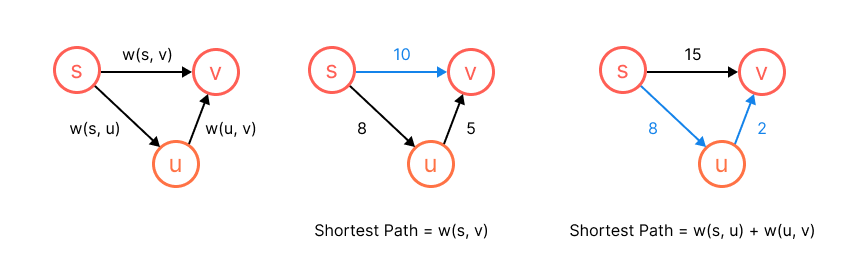 w(s, v)
s
v
w(s, u)
w(u, v)
u
10
s
v
8
5
u
Shortest Path = w(s, v)
15
s
v
8
2
u
Shortest Path = w(s, u) + w(u, v)